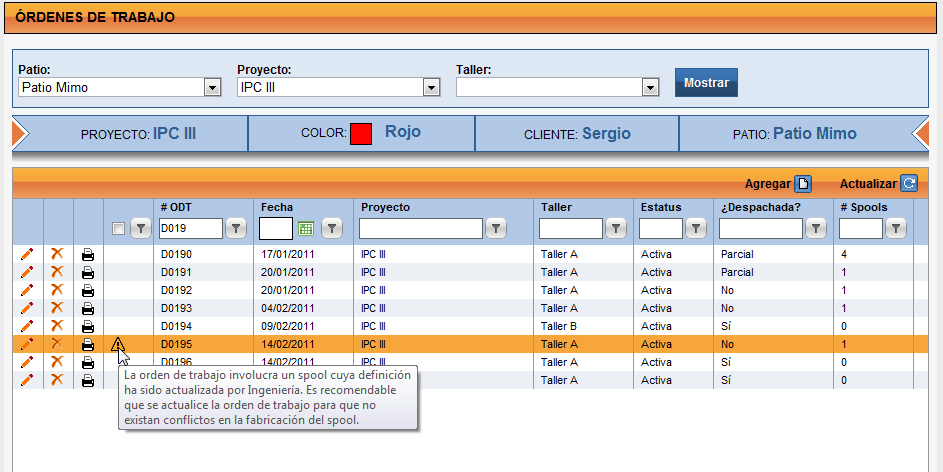 ÓRDENES DE TRABAJO
Patio: Proyecto: Taller:
Patio Mimo IPC III Mostrar
PROYECTO: IPC III COLOR: Rojo CLIENTE: Sergio PATIO: Patio Mimo
Agregar Actualizar
# ODT Fecha Proyecto Taller Estatus ¿Despachada? # Spools
D019
D0190 17/01/2011 IPC III Taller A Activa Parcial 4
D0191 20/01/2011 IPC III Taller A Activa Parcial 1
D0192 20/01/2011 IPC III Taller A Activa No 1
D0193 04/02/2011 IPC III Taller A Activa No 1
D0194 09/02/2011 IPC III Taller B Activa Sí 0
D0195 14/02/2011 IPC III Taller A Activa No 1
D0196 14/02/2011 IPC III Taller A Activa Sí 0
Taller A Activa Sí 0
La orden de trabajo involucra un spool cuya definición
ha sido actualizada por Ingeniería. Es recomendable
que se actualice la orden de trabajo para que no
existan conflictos en la fabricación del spool.